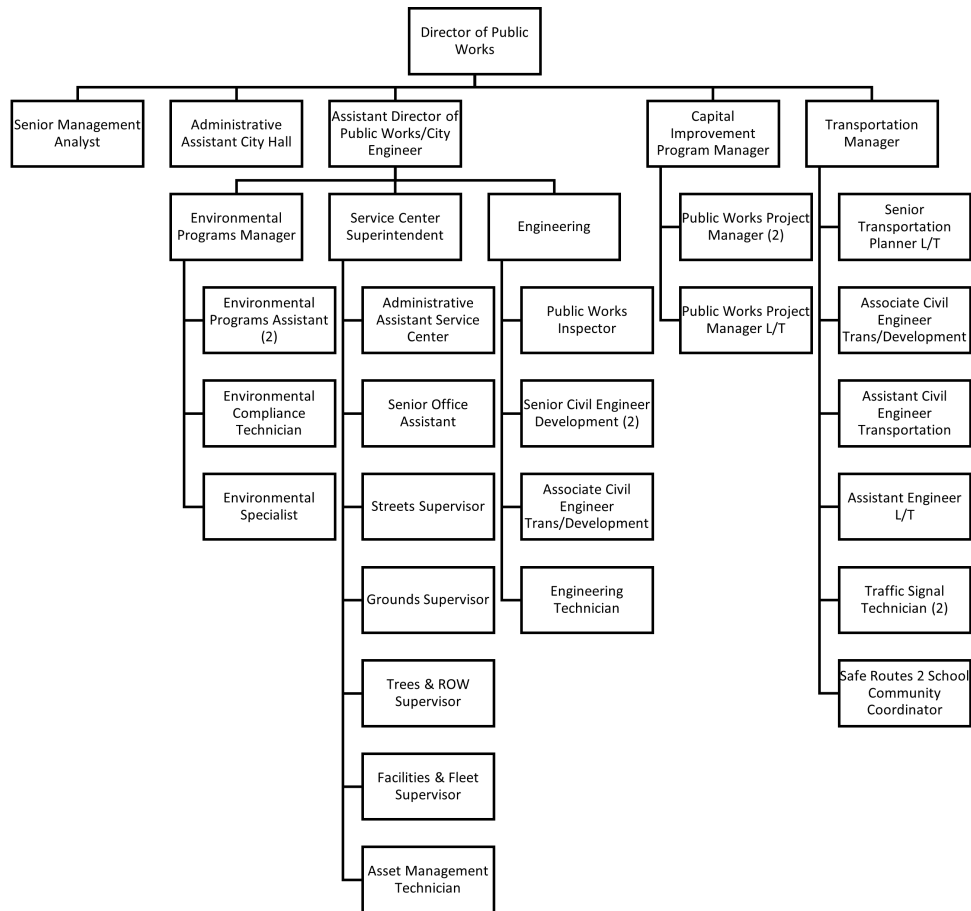 Director of Public
Works
Senior Management
Analyst
Administrative
Assistant City Hall
Assistant Director of
Public Works/City
Engineer
Capital
Improvement
Program Manager
Transportation
Manager
Environmental
Programs Manager
Service Center
Superintendent
Engineering
Public Works Project
Manager (2)
Senior
Transportation
Planner L/T
Environmental
Programs Assistant
(2)
Administrative
Assistant Service
Center
Public Works
Inspector
Public Works Project
Manager L/T
Associate Civil
Engineer
Trans/Development
Environmental
Compliance
Technician
Senior Office
Assistant
Senior Civil Engineer
Development (2)
Assistant Civil
Engineer
Transportation
Environmental
Specialist
Streets Supervisor
Associate Civil
Engineer
Trans/Development
Assistant Engineer
L/T
Grounds Supervisor
Engineering
Technician
Traffic Signal
Technician (2)
Trees & ROW
Supervisor
Safe Routes 2 School
Community
Coordinator
Facilities & Fleet
Supervisor
Asset Management
Technician